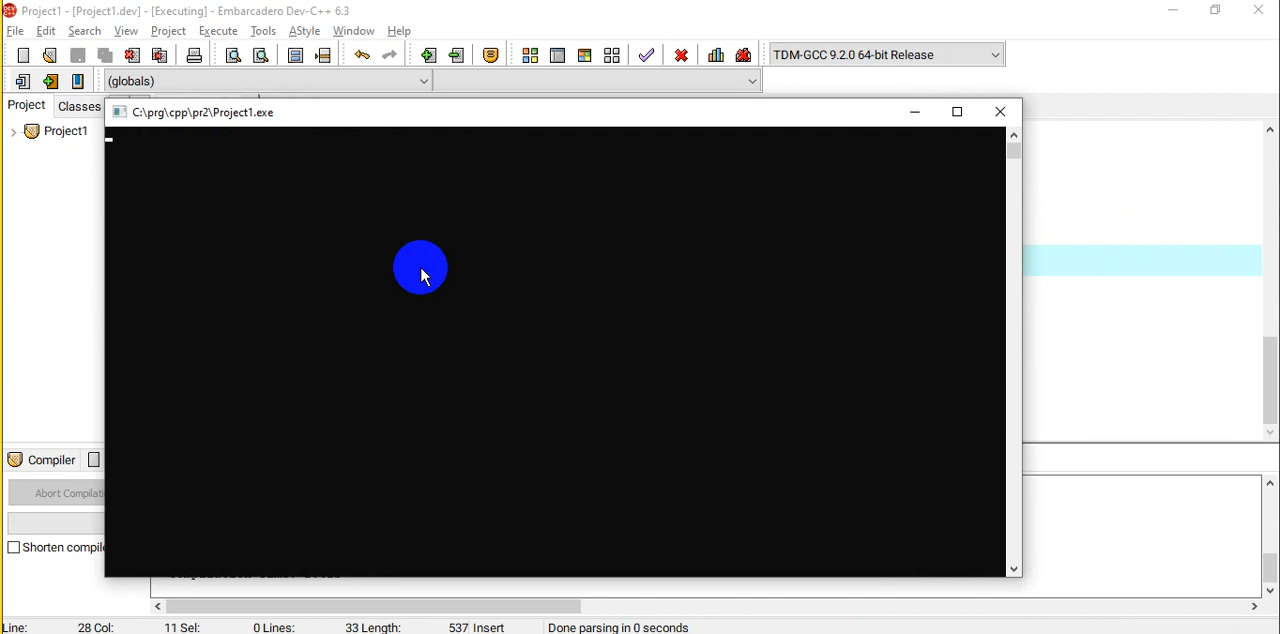 Project1 - [Project1.dev] - [Executing] - Embarcadero Dev-C++ 6.3
File Edit Search View Project Execute Tools AStyle Window Help
TDM-GCC 9.2.0 64-bit Release
(globals)
Project Classes
C:\prg\cpp\pr2\Project1.exe
Project1
Compiler
Abort Compilati
Shorten compile
Line: 28 Col: 11 Sel: 0 Lines: 33 Length: 537 Insert Done parsing in 0 seconds